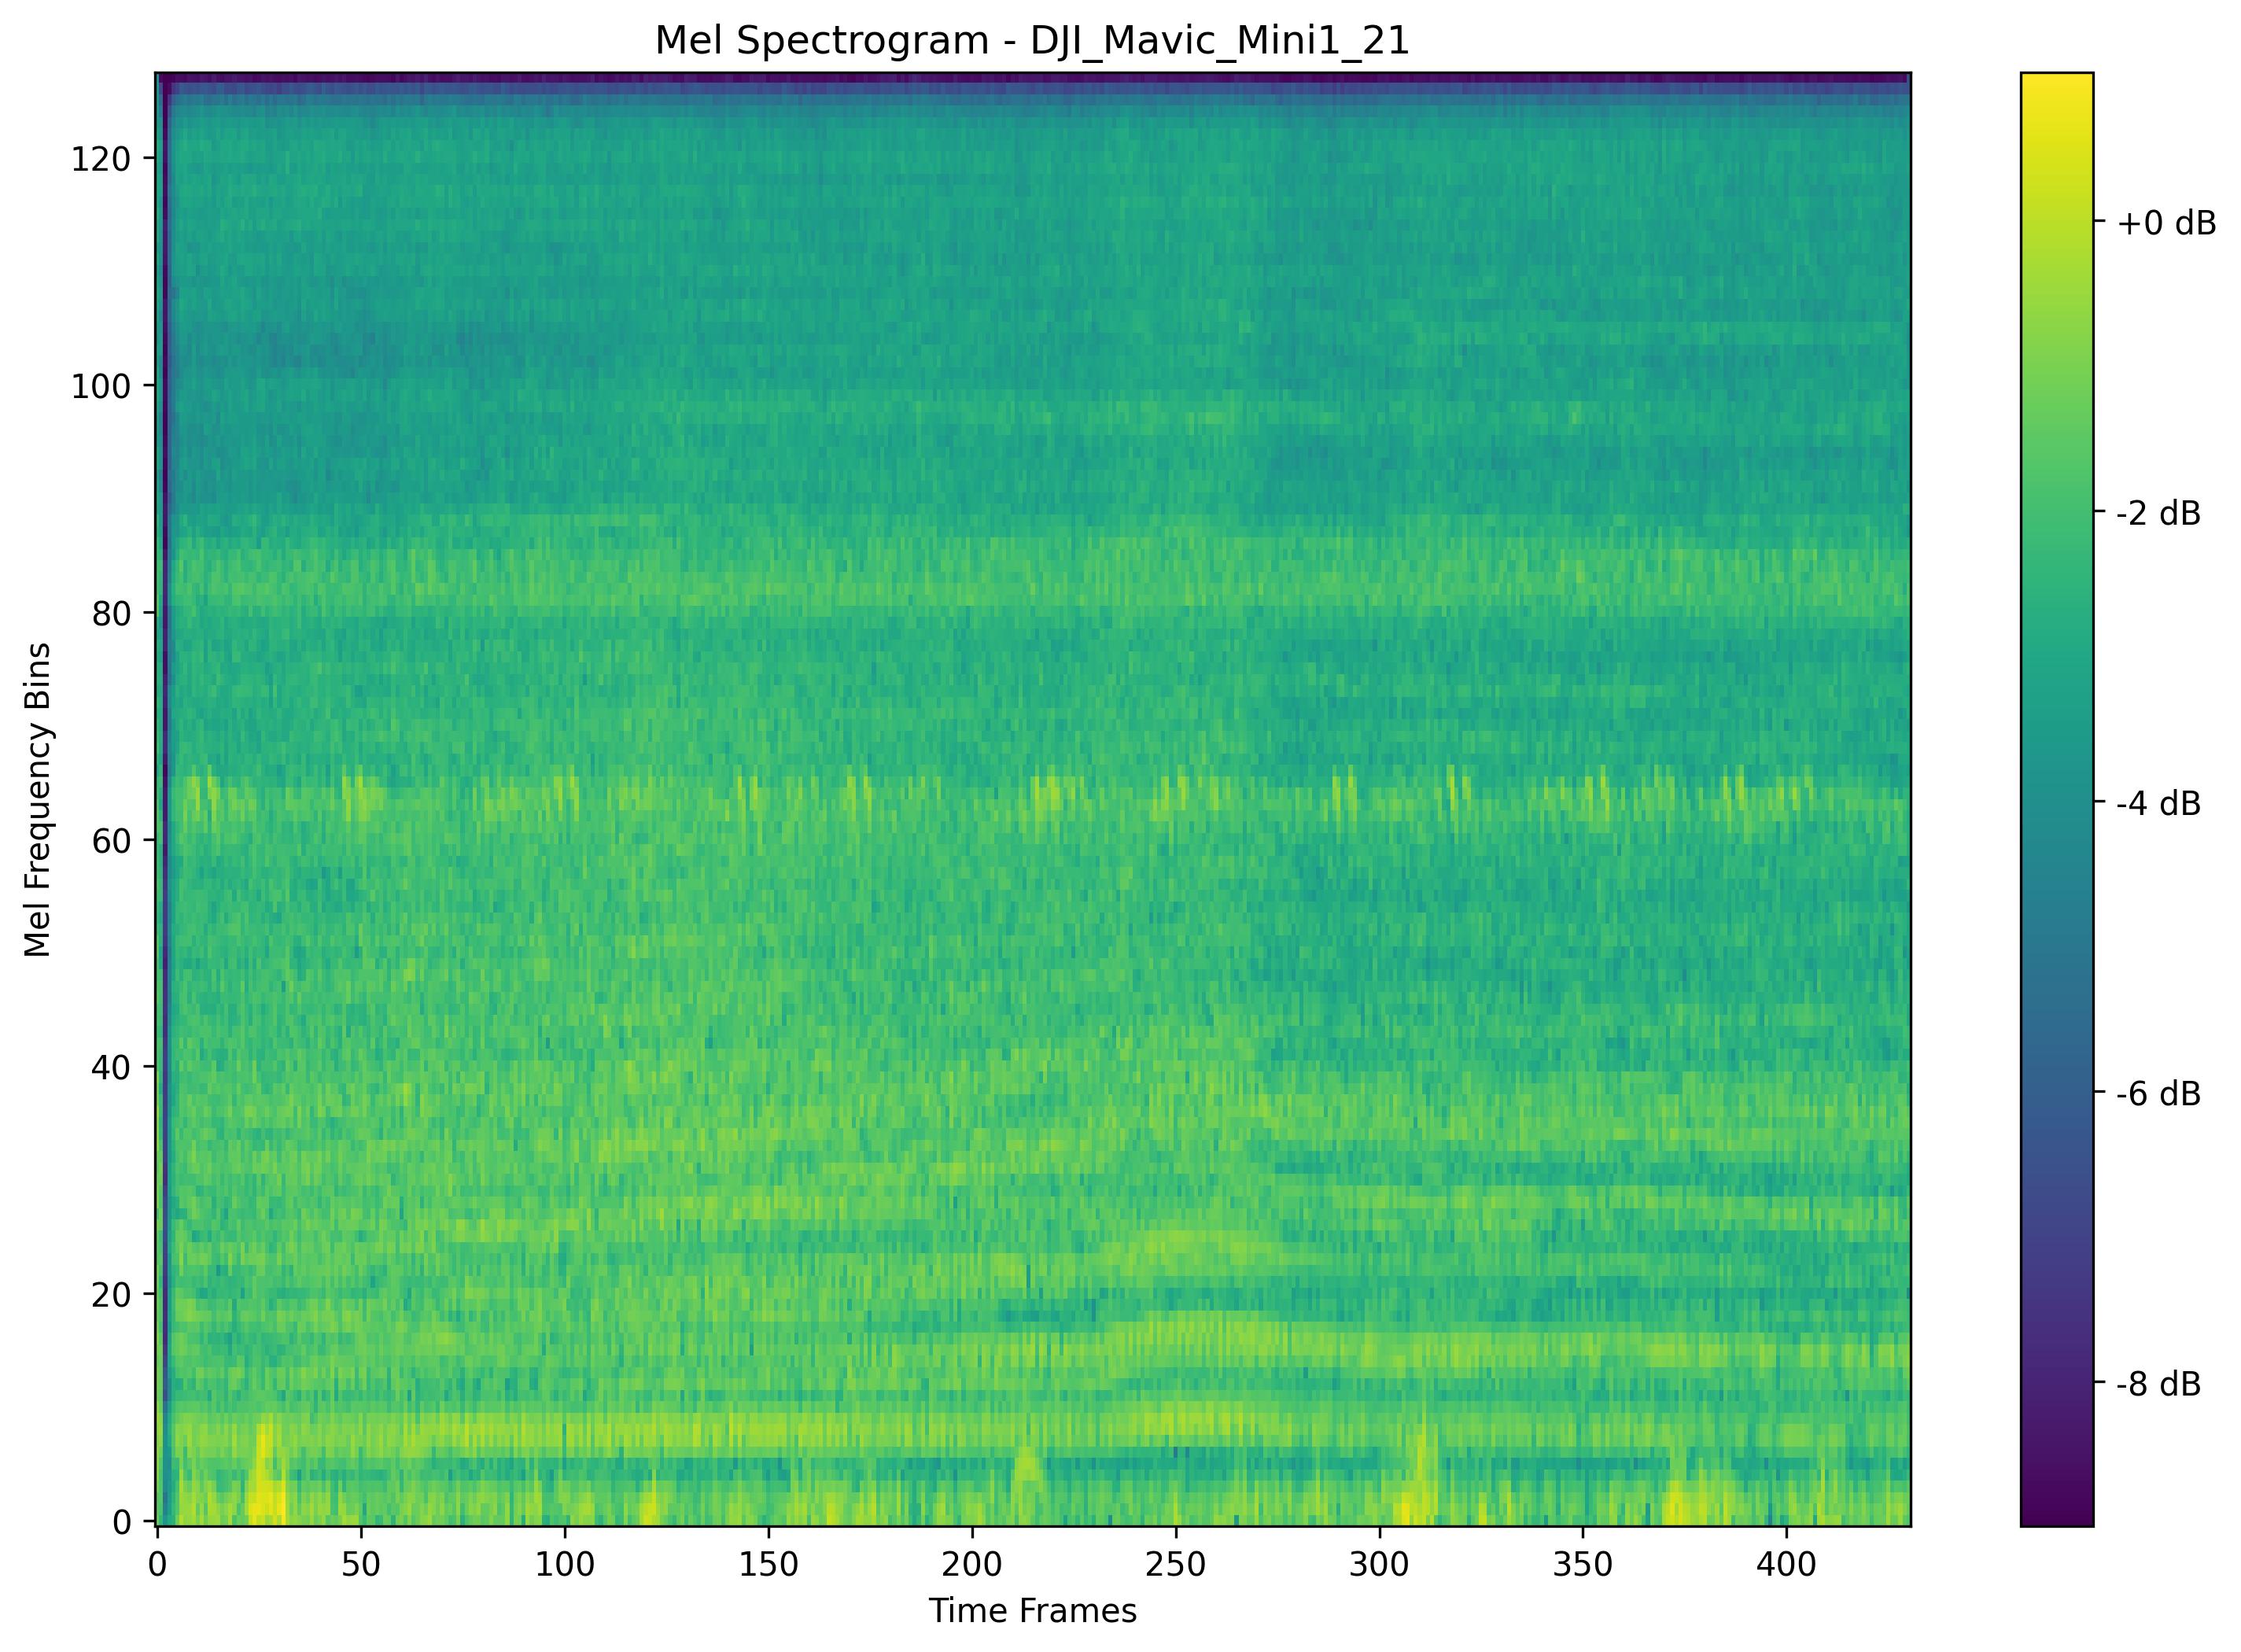 Mel Spectrogram - DJI_Mavic_Mini1_21
Mel Frequency Bins
120
100
80
60
40
20
0
0 50 100 150 200 250 300 350 400
Time Frames
+0 dB
-2 dB
-4 dB
-6 dB
-8 dB